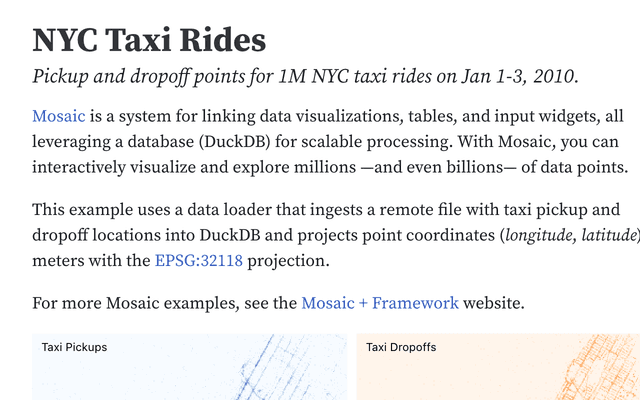 NYC Taxi Rides
Pickup and dropoff points for 1M NYC taxi rides on Jan 1-3, 2010.
Mosaic is a system for linking data visualizations, tables, and input widgets, all
leveraging a database (DuckDB) for scalable processing. With Mosaic, you can
interactively visualize and explore millions —and even billions— of data points.
This example uses a data loader that ingests a remote file with taxi pickup and
dropoff locations into DuckDB and projects point coordinates (longitude, latitude)
meters with the EPSG:32118 projection.
For more Mosaic examples, see the Mosaic + Framework website.
Taxi Pickups
Taxi Dropoffs